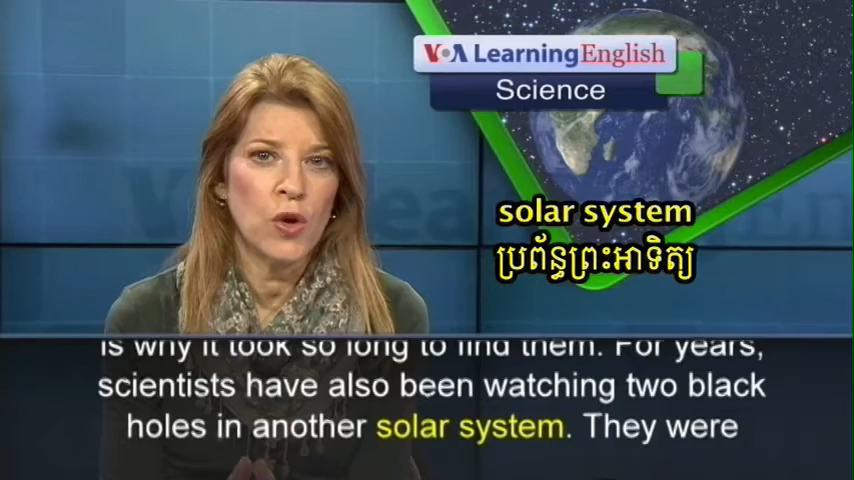 VOA Learning English
Science
solar system
ប្រព័ន្ធព្រះអាទិត្យ
is why it took so long to find them. For years,
scientists have also been watching two black
holes in another solar system. They were